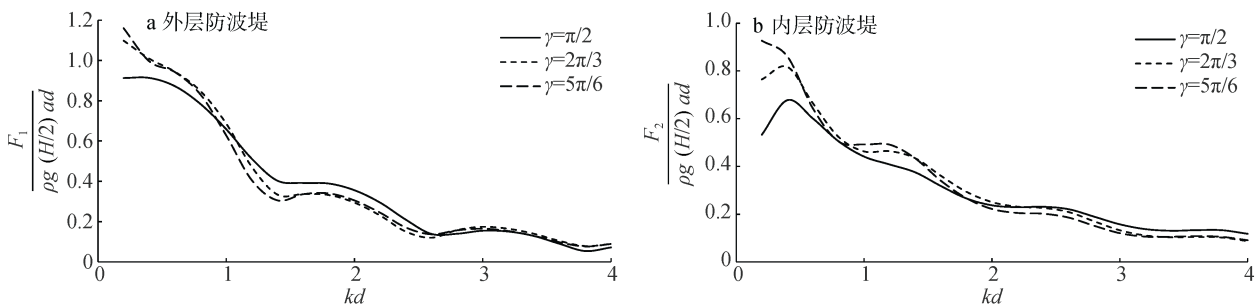 a 外层防波堤
γ=π/2
γ=2π/3
γ=5π/6
F₁
ρg (H/2) ad
1.2
1.0
0.8
0.6
0.4
0.2
0
0 1 2 3 4
kd
b 内层防波堤
γ=π/2
γ=2π/3
γ=5π/6
F₂
ρg (H/2) ad
1.0
0.8
0.6
0.4
0.2
0
0 1 2 3 4
kd